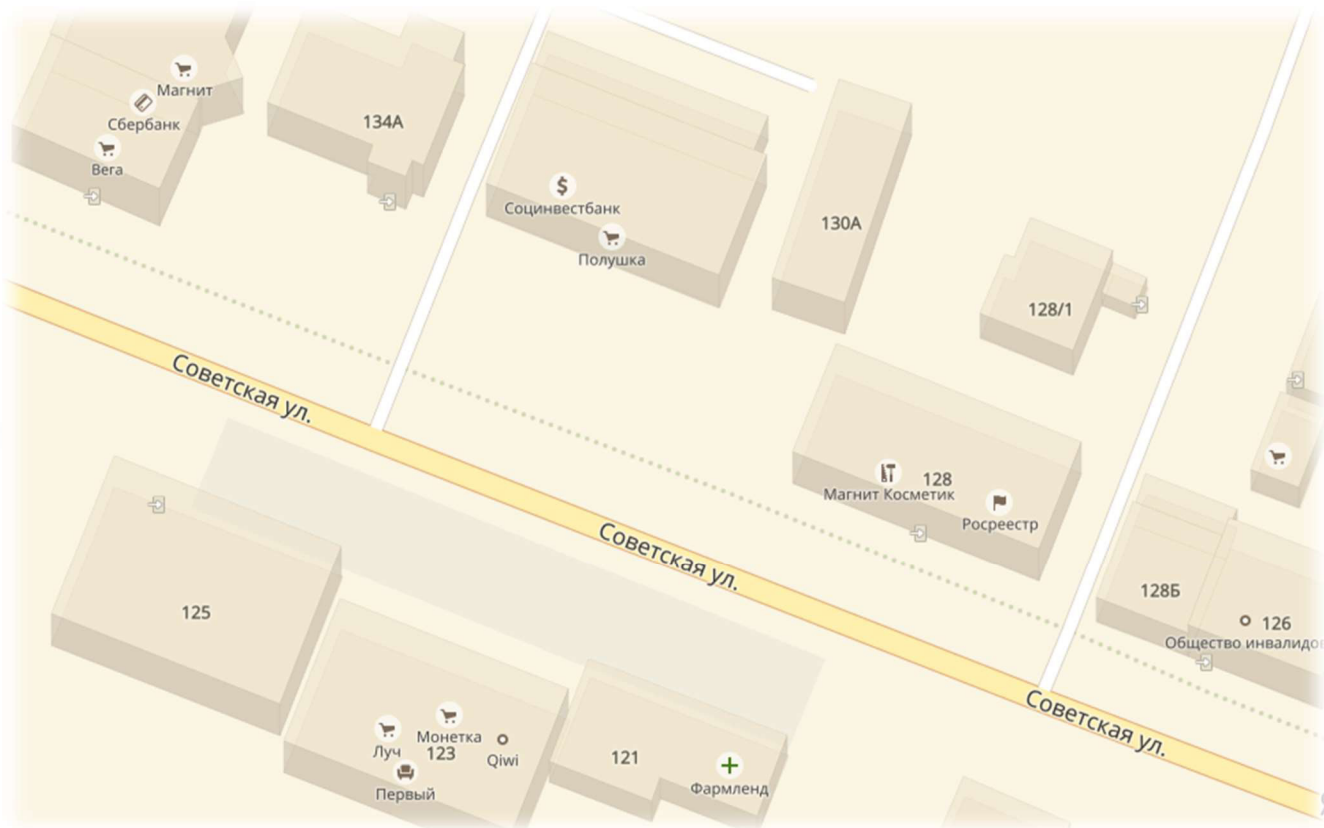 Магнит
Сбербанк
Вега
134А
Социнвестбанк
Полушка
130А
128/1
Советская ул.
128
Магнит Косметик
Росреестр
Советская ул.
125
128Б
126
Общество инвалидо
Луч
Монетка
123
Qiwi
Первый
121
Фармленд
Советская ул.